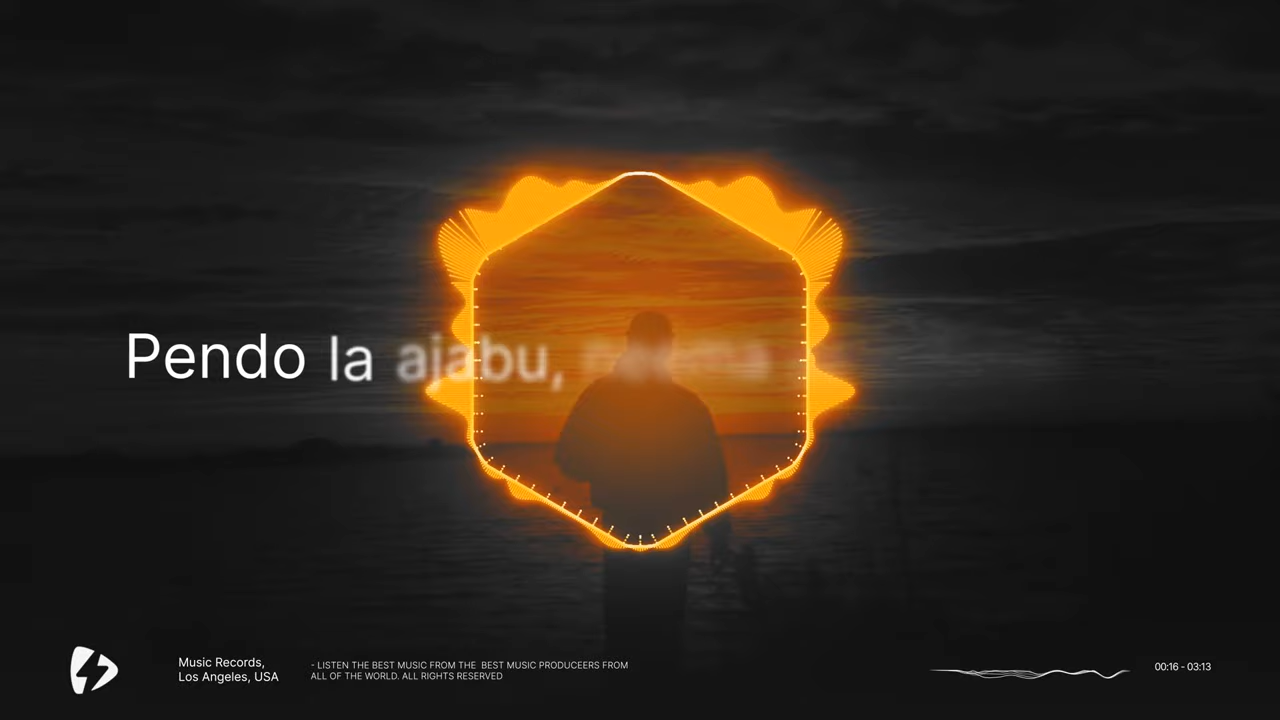 Pendo la ajabu,
Music Records,
Los Angeles, USA
- LISTEN THE BEST MUSIC FROM THE BEST MUSIC PRODUCEERS FROM
ALL OF THE WORLD. ALL RIGHTS RESERVED
00:16 - 03:13